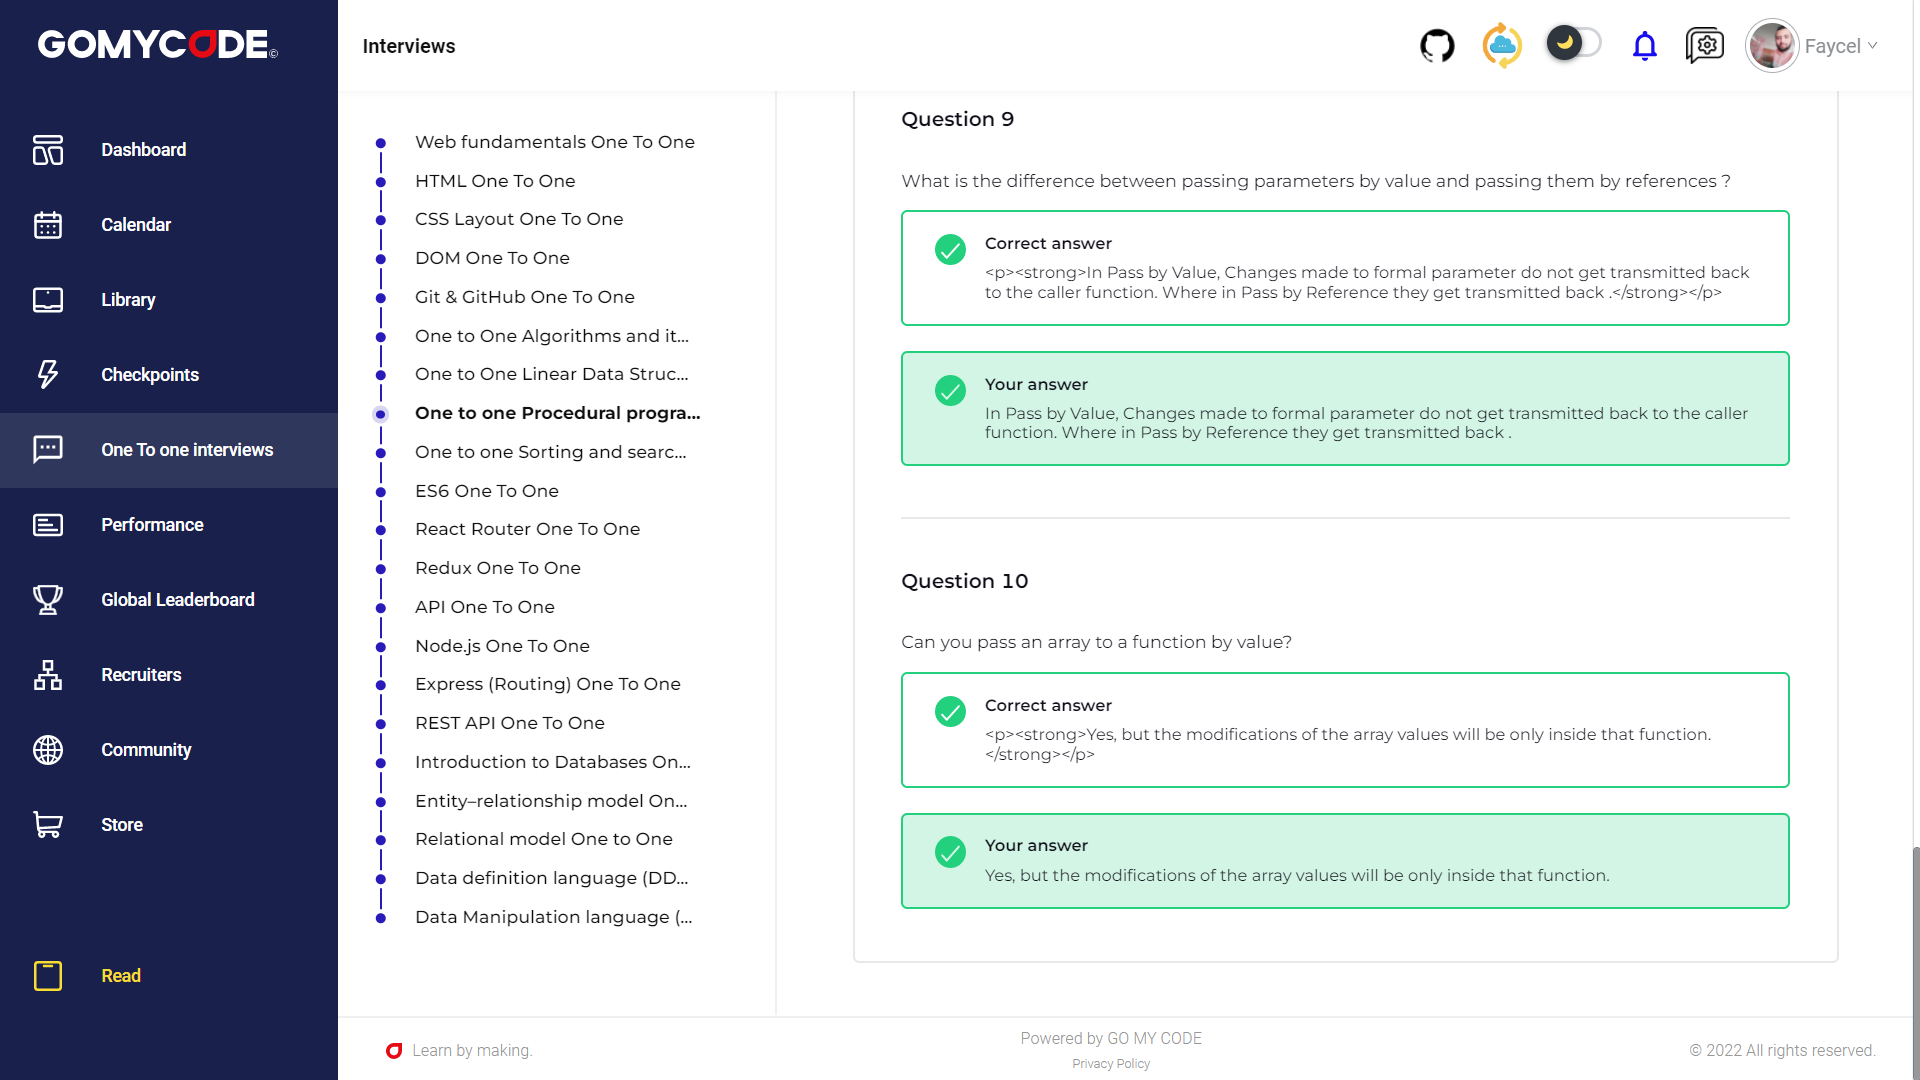 GOMYCODE©
Dashboard
Calendar
Library
Checkpoints
One To one interviews
Performance
Global Leaderboard
Recruiters
Community
Store
Read
Interviews
Faycel
Web fundamentals One To One
HTML One To One
CSS Layout One To One
DOM One To One
Git & GitHub One To One
One to One Algorithms and it...
One to One Linear Data Struc...
One to one Procedural progra...
One to one Sorting and searc...
ES6 One To One
React Router One To One
Redux One To One
API One To One
Node.js One To One
Express (Routing) One To One
REST API One To One
Introduction to Databases On...
Entity–relationship model On...
Relational model One to One
Data definition language (DD...
Data Manipulation language (...
Question 9
What is the difference between passing parameters by value and passing them by references ?
Correct answer
<p><strong>In Pass by Value, Changes made to formal parameter do not get transmitted back
to the caller function. Where in Pass by Reference they get transmitted back .</strong></p>
Your answer
In Pass by Value, Changes made to formal parameter do not get transmitted back to the caller
function. Where in Pass by Reference they get transmitted back .
Question 10
Can you pass an array to a function by value?
Correct answer
<p><strong>Yes, but the modifications of the array values will be only inside that function.
</strong></p>
Your answer
Yes, but the modifications of the array values will be only inside that function.
Learn by making.
Powered by GO MY CODE
Privacy Policy
© 2022 All rights reserved.